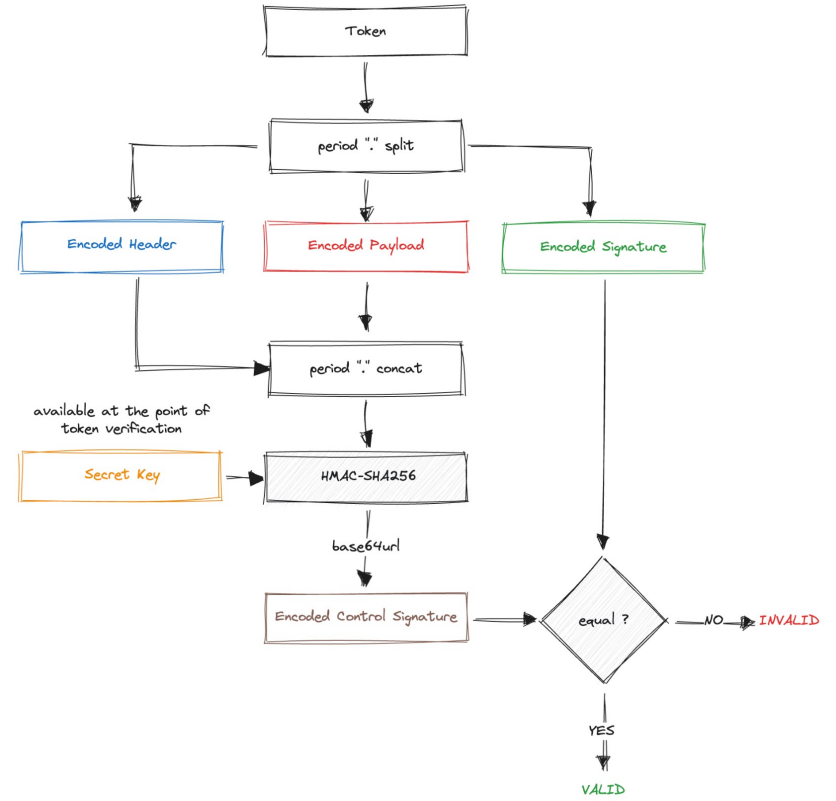 Token
period "." split
Encoded Header
Encoded Payload
Encoded Signature
period "." concat
available at the point of
token verification
Secret Key
HMAC-SHA256
base64url
Encoded Control Signature
equal ?
NO
INVALID
YES
VALID